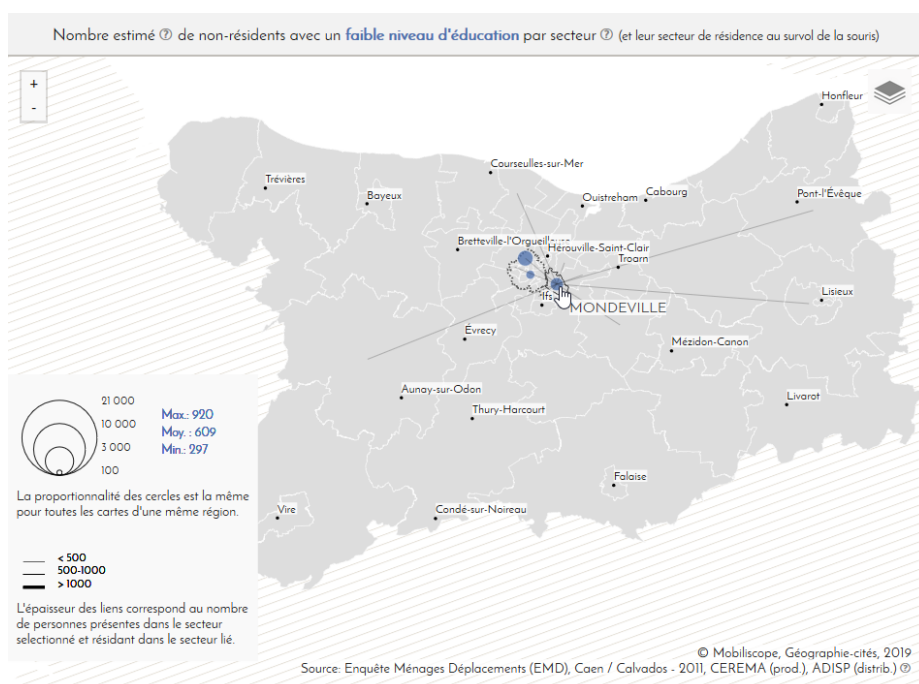 Nombre estimé ? de non-résidents avec un faible niveau d'éducation par secteur ? (et leur secteur de résidence au survol de la souris)
+
-
Honfleur
Courseulles-sur-Mer
Trévières
Bayeux
Ouistreham
Cabourg
Pont-l'Évêque
Bretteville-l'Orgueilleuse
Hérouville-Saint-Clair
Troarn
Ifs
MONDEVILLE
Lisieux
Évrecy
Mézidon-Canon
Aunay-sur-Odon
Thury-Harcourt
Livarot
Falaise
Vire
Condé-sur-Noireau
21 000
10 000
3 000
100
Max.: 920
Moy. : 609
Min.: 297
La proportionnalité des cercles est la même
pour toutes les cartes d'une même région.
< 500
500-1000
> 1000
L'épaisseur des liens correspond au nombre
de personnes présentes dans le secteur
selectionné et résidant dans le secteur lié.
© Mobiliscope, Géographie-cités, 2019
Source: Enquête Ménages Déplacements (EMD), Caen / Calvados - 2011, CEREMA (prod.), ADISP (distrib.) ?